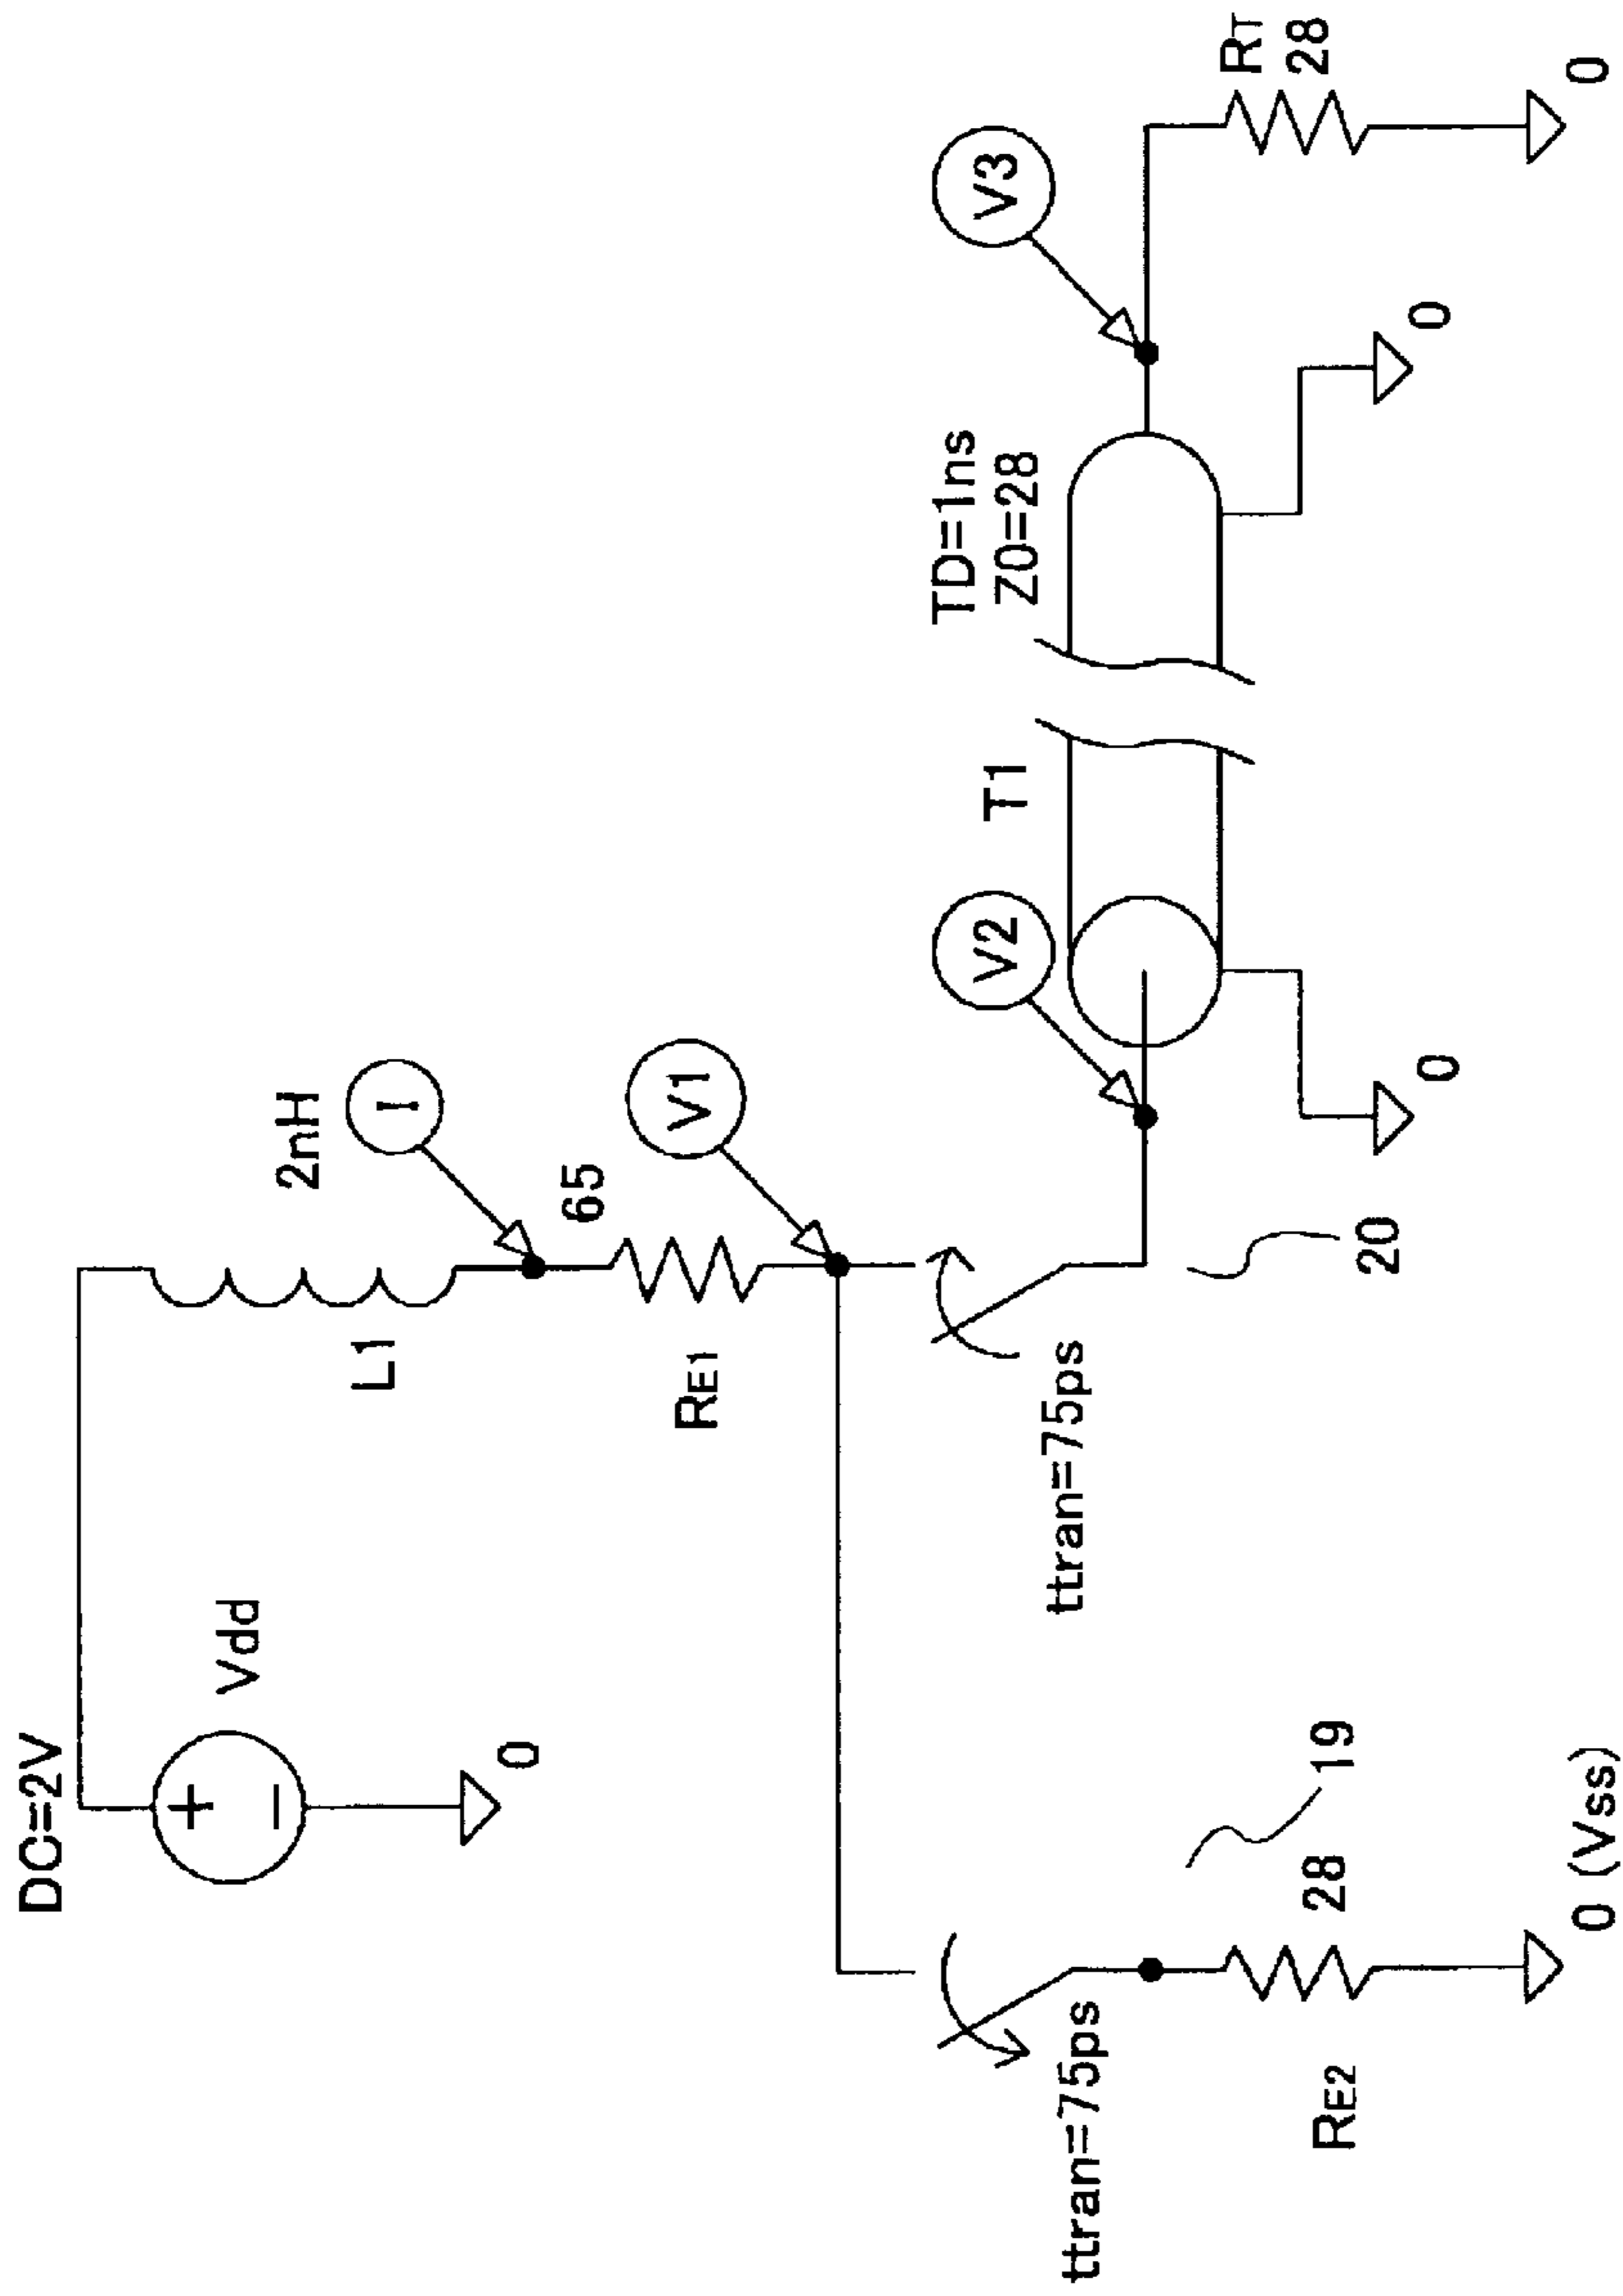 DC=2V
Vdd
0
L1
2nH
I
65
RE1
V1
ttran=75ps
ttran=75ps
V2
T1
TD=1ns
Z0=28
V3
RT
28
20
19
28
RE2
0 (Vss)
0
0
0